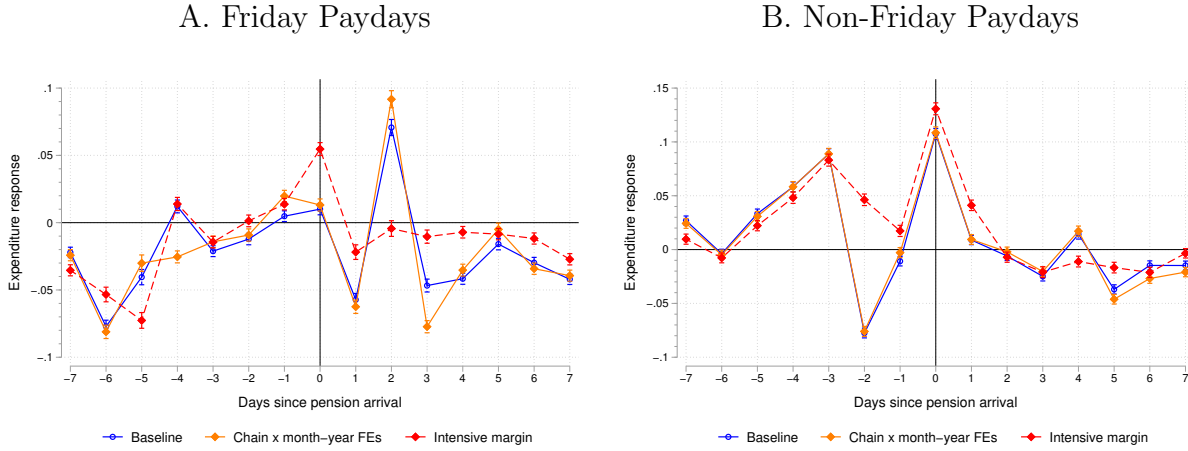 A. Friday Paydays
.1
.05
0
−.05
−.1
Expenditure response
−7 −6 −5 −4 −3 −2 −1 0 1 2 3 4 5 6 7
Days since pension arrival
Baseline Chain x month−year FEs Intensive margin
B. Non-Friday Paydays
.15
.1
.05
0
−.05
−.1
Expenditure response
−7 −6 −5 −4 −3 −2 −1 0 1 2 3 4 5 6 7
Days since pension arrival
Baseline Chain x month−year FEs Intensive margin